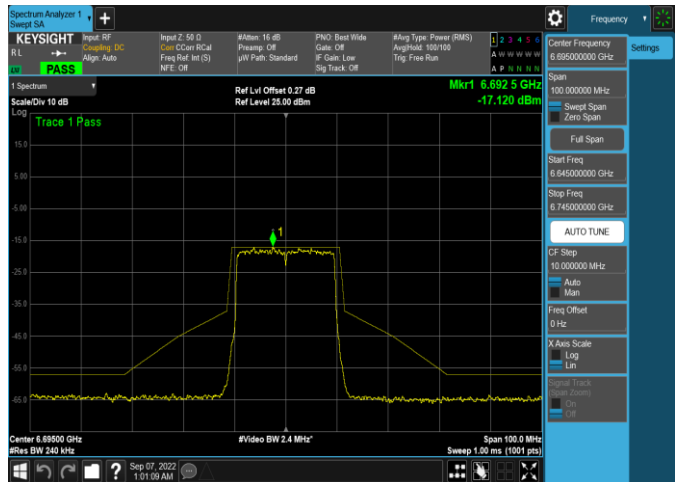 Spectrum Analyzer 1
Swept SA
Frequency
KEYSIGHT
RL
LXI
PASS
Input: RF
Coupling: DC
Align: Auto
Input Z: 50 Ω
Corr CCorr RCal
Freq Ref: Int (S)
NFE: Off
#Atten: 16 dB
Preamp: Off
µW Path: Standard
PNO: Best Wide
Gate: Off
IF Gain: Low
Sig Track: Off
#Avg Type: Power (RMS)
Avg|Hold: 100/100
Trig: Free Run
1 2 3 4 5 6
A W W W W W
A P N N N N
1 Spectrum
Scale/Div 10 dB
Ref Lvl Offset 0.27 dB
Ref Level 25.00 dBm
Mkr1 6.692 5 GHz
-17.120 dBm
Log
Trace 1 Pass
15.0
5.00
-5.00
-15.0
-25.0
-35.0
-45.0
-55.0
-65.0
1
Center 6.69500 GHz
#Res BW 240 kHz
#Video BW 2.4 MHz*
Span 100.0 MHz
Sweep 1.00 ms (1001 pts)
Center Frequency
6.695000000 GHz
Settings
Span
100.000000 MHz
Swept Span
Zero Span
Full Span
Start Freq
6.645000000 GHz
Stop Freq
6.745000000 GHz
AUTO TUNE
CF Step
10.000000 MHz
Auto
Man
Freq Offset
0 Hz
X Axis Scale
Log
Lin
Signal Track
(Span Zoom)
On
Off
?
Sep 07, 2022
1:01:09 AM